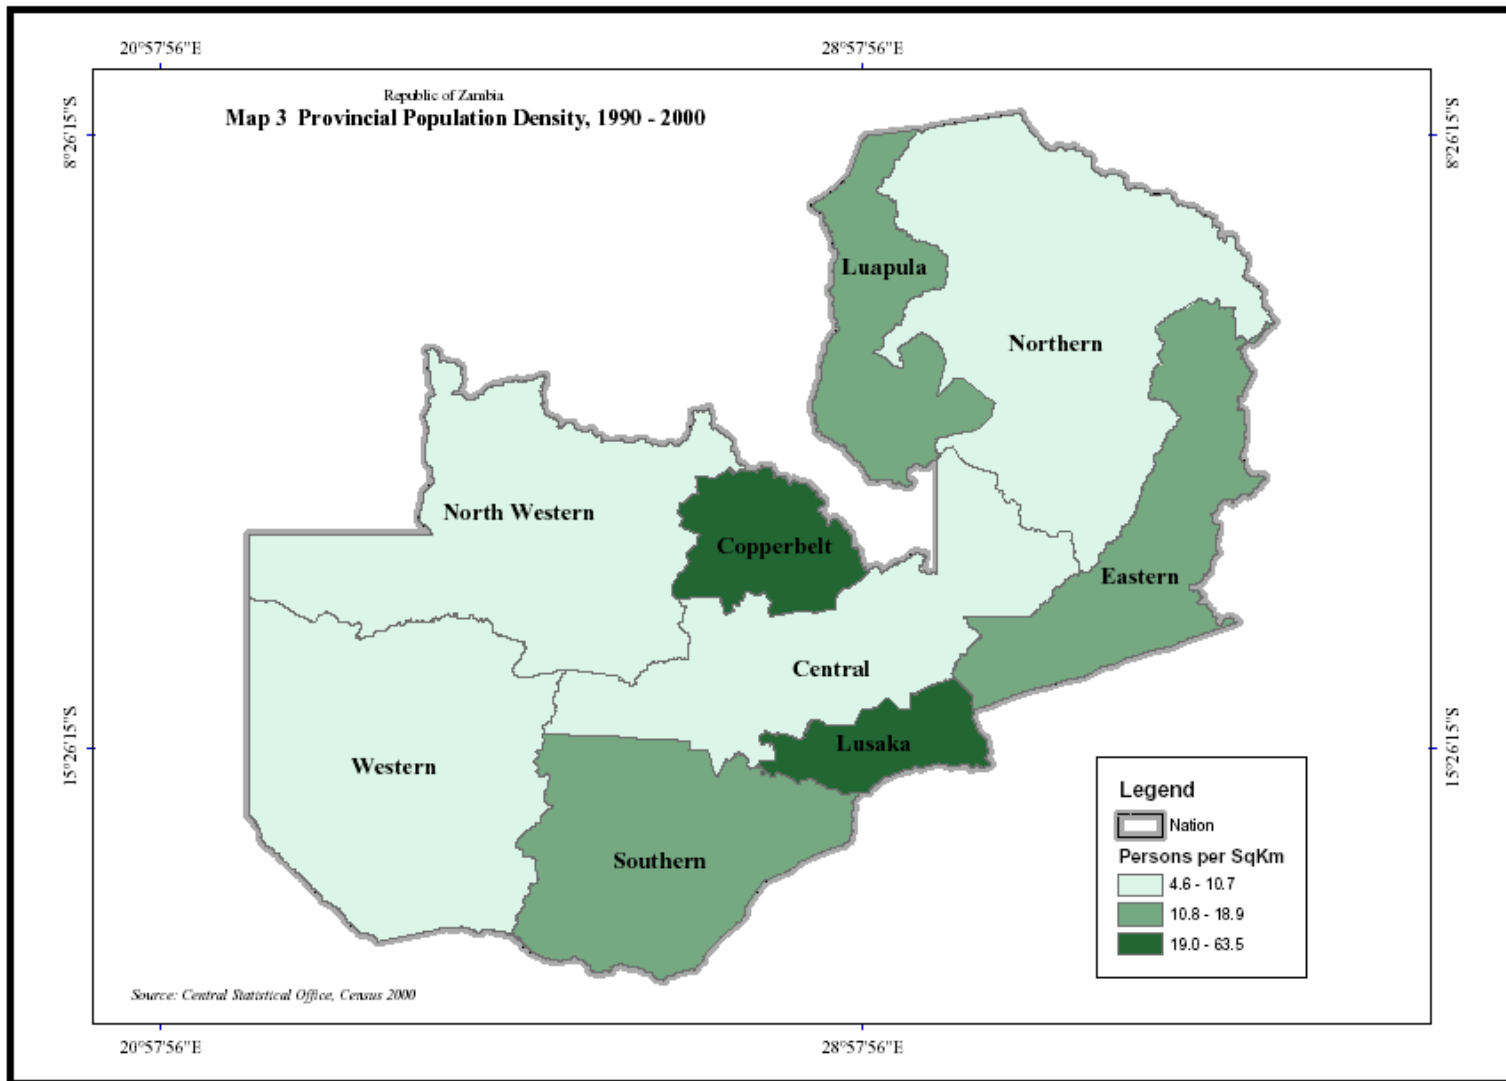 20°57'56"E
28°57'56"E
8°26'15"S
8°26'15"S
Republic of Zambia
Map 3 Provincial Population Density, 1990 - 2000
Luapula
Northern
North Western
Copperbelt
Eastern
Central
Lusaka
Western
Southern
15°26'15"S
15°26'15"S
Legend
Nation
Persons per SqKm
4.6 - 10.7
10.8 - 18.9
19.0 - 63.5
Source: Central Statistical Office, Census 2000
20°57'56"E
28°57'56"E